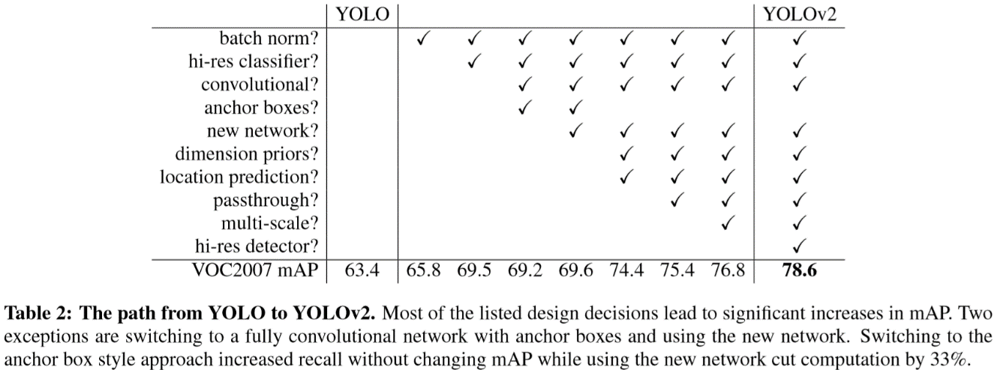 YOLO YOLOv2
batch norm? ✓ ✓ ✓ ✓ ✓ ✓ ✓ ✓
hi-res classifier? ✓ ✓ ✓ ✓ ✓ ✓ ✓
convolutional? ✓ ✓ ✓ ✓ ✓ ✓
anchor boxes? ✓ ✓
new network? ✓ ✓ ✓ ✓ ✓
dimension priors? ✓ ✓ ✓ ✓
location prediction? ✓ ✓ ✓ ✓
passthrough? ✓ ✓ ✓
multi-scale? ✓ ✓
hi-res detector? ✓
VOC2007 mAP 63.4 65.8 69.5 69.2 69.6 74.4 75.4 76.8 78.6
Table 2: The path from YOLO to YOLOv2. Most of the listed design decisions lead to significant increases in mAP. Two
exceptions are switching to a fully convolutional network with anchor boxes and using the new network. Switching to the
anchor box style approach increased recall without changing mAP while using the new network cut computation by 33%.